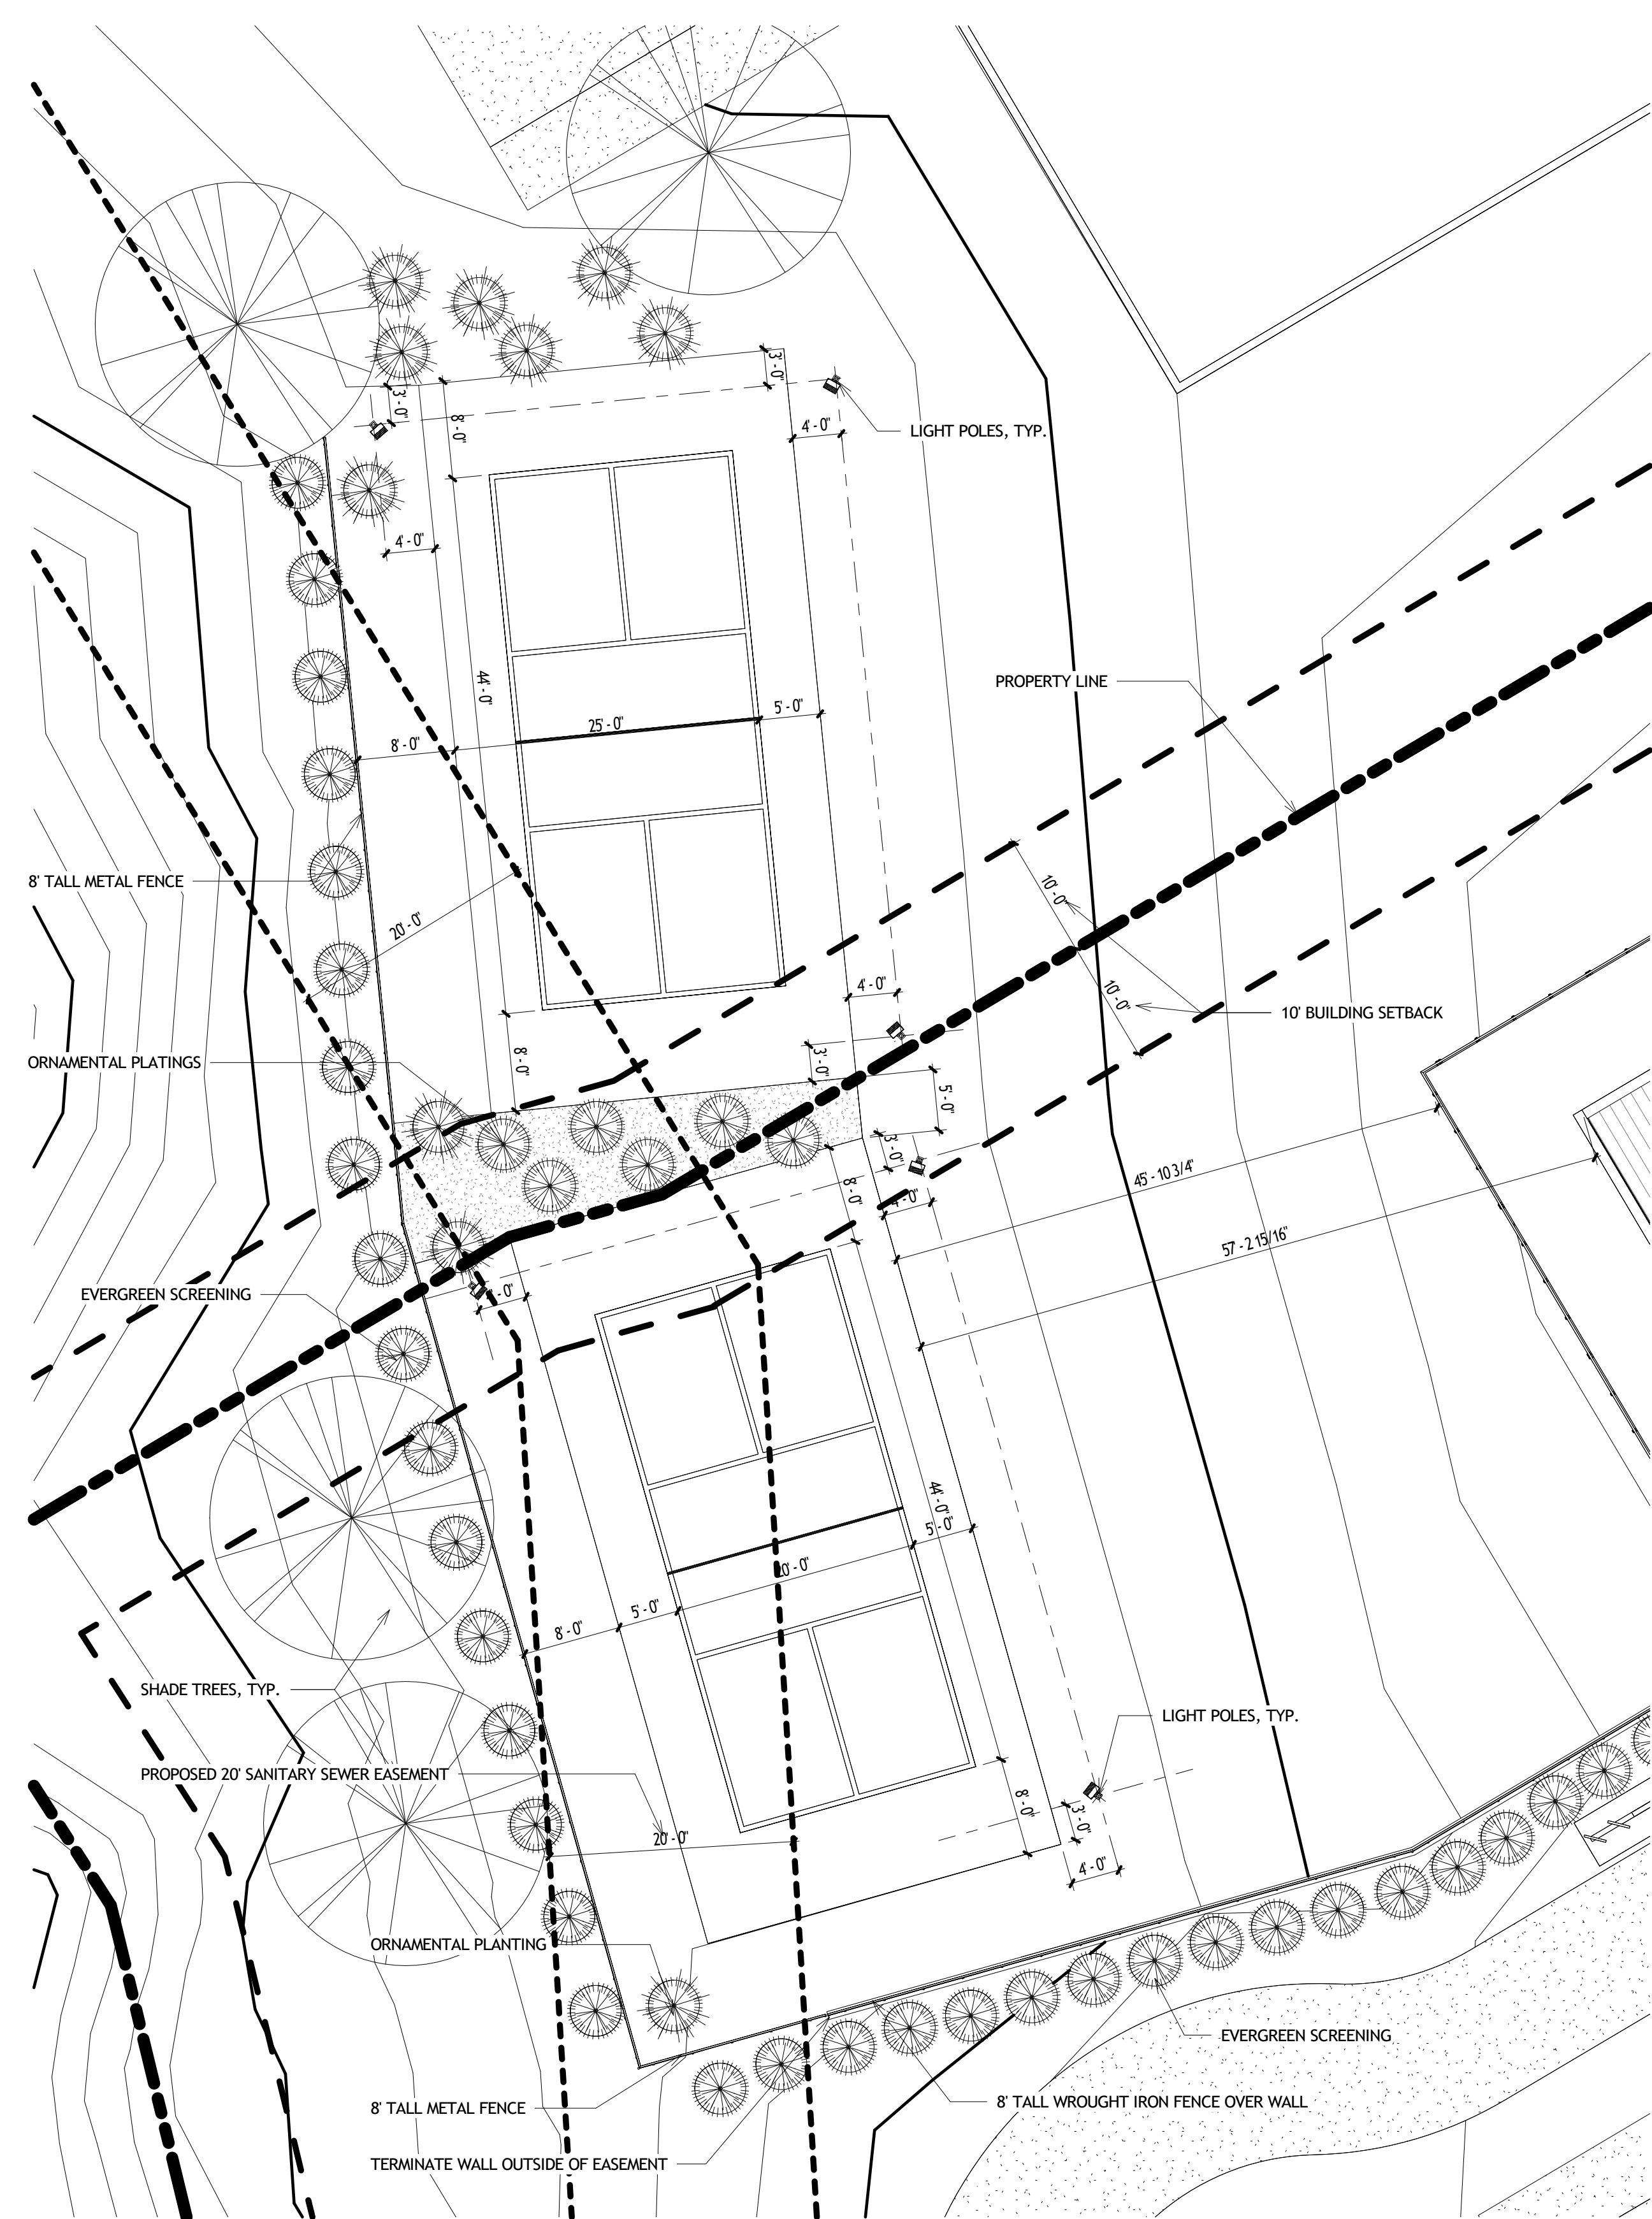 3'-0"
3'-0"
8'-0"
4'-0"
LIGHT POLES, TYP.
4'-0"
44'-0"
PROPERTY LINE
5'-0"
25'-0"
8'-0"
8' TALL METAL FENCE
10'-0"
20'-0"
4'-0"
10'-0"
10' BUILDING SETBACK
ORNAMENTAL PLATINGS
8'-0"
3'-0"
5'-0"
3'-0"
45 - 10 3/4"
8'-0"
4'-0"
57 - 2 15/16"
EVERGREEN SCREENING
-0"
44'-0"
5'-0"
20'-0"
5'-0"
8'-0"
SHADE TREES, TYP.
LIGHT POLES, TYP.
PROPOSED 20' SANITARY SEWER EASEMENT
8'-0"
3'-0"
20'-0"
4'-0"
ORNAMENTAL PLANTING
EVERGREEN SCREENING
8' TALL METAL FENCE
8' TALL WROUGHT IRON FENCE OVER WALL
TERMINATE WALL OUTSIDE OF EASEMENT